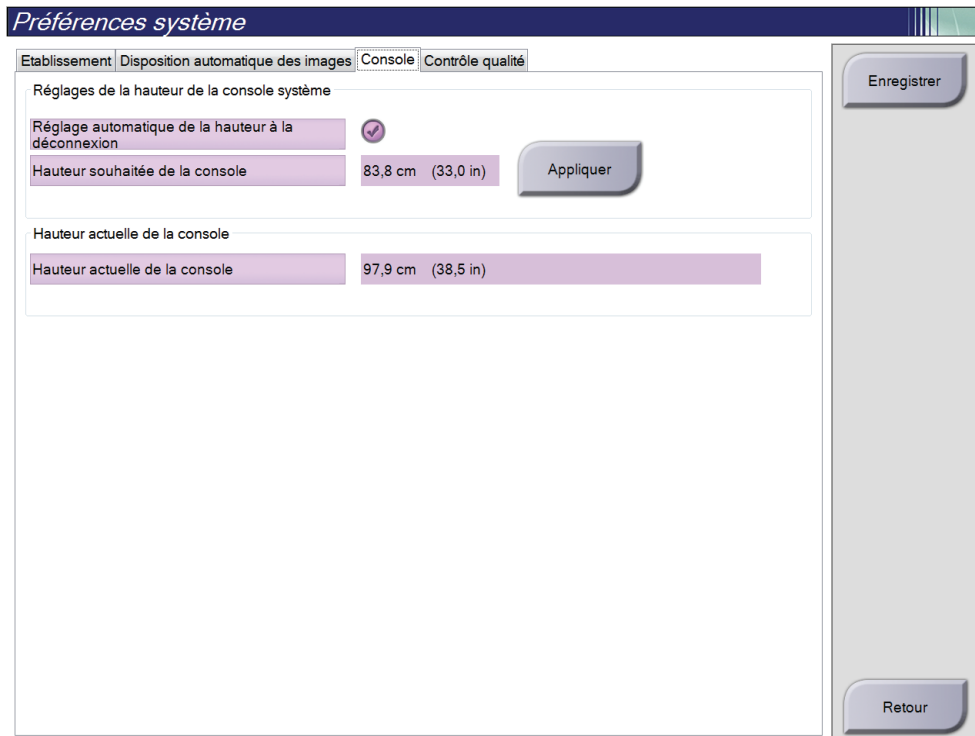 Préférences système
Etablissement Disposition automatique des images Console Contrôle qualité
Enregistrer
Réglages de la hauteur de la console système
Réglage automatique de la hauteur à la
déconnexion
Hauteur souhaitée de la console 83,8 cm (33,0 in) Appliquer
Hauteur actuelle de la console
Hauteur actuelle de la console 97,9 cm (38,5 in)
Retour